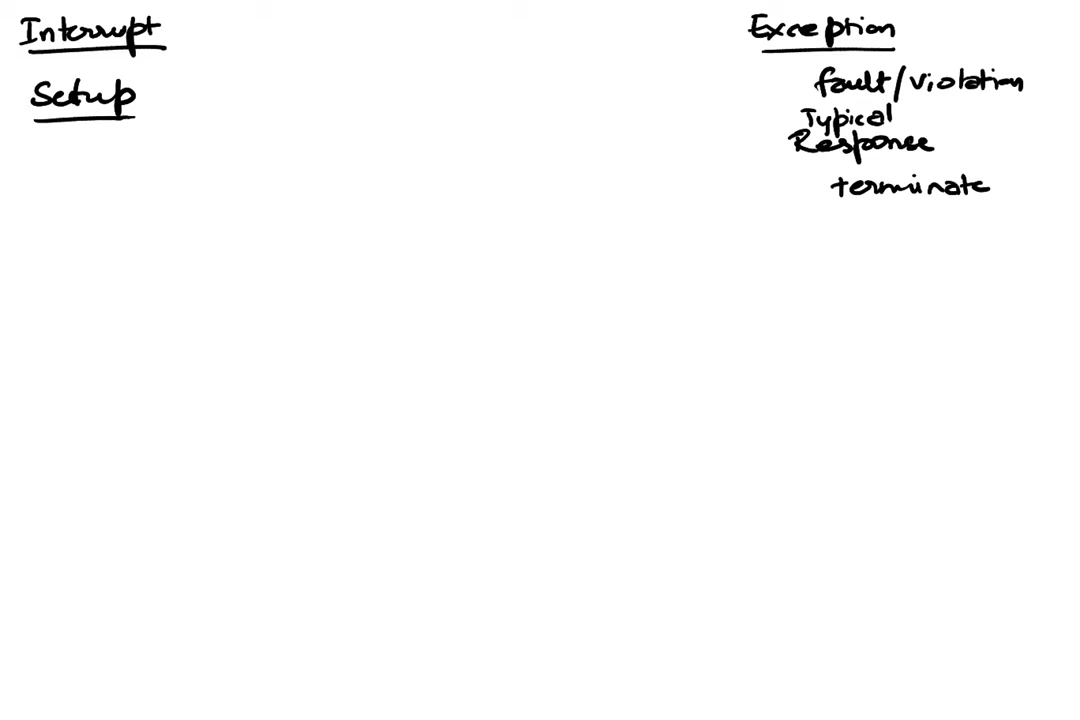 Interrupt
Setup
Exception
fault/violation
Typical
Response
terminate